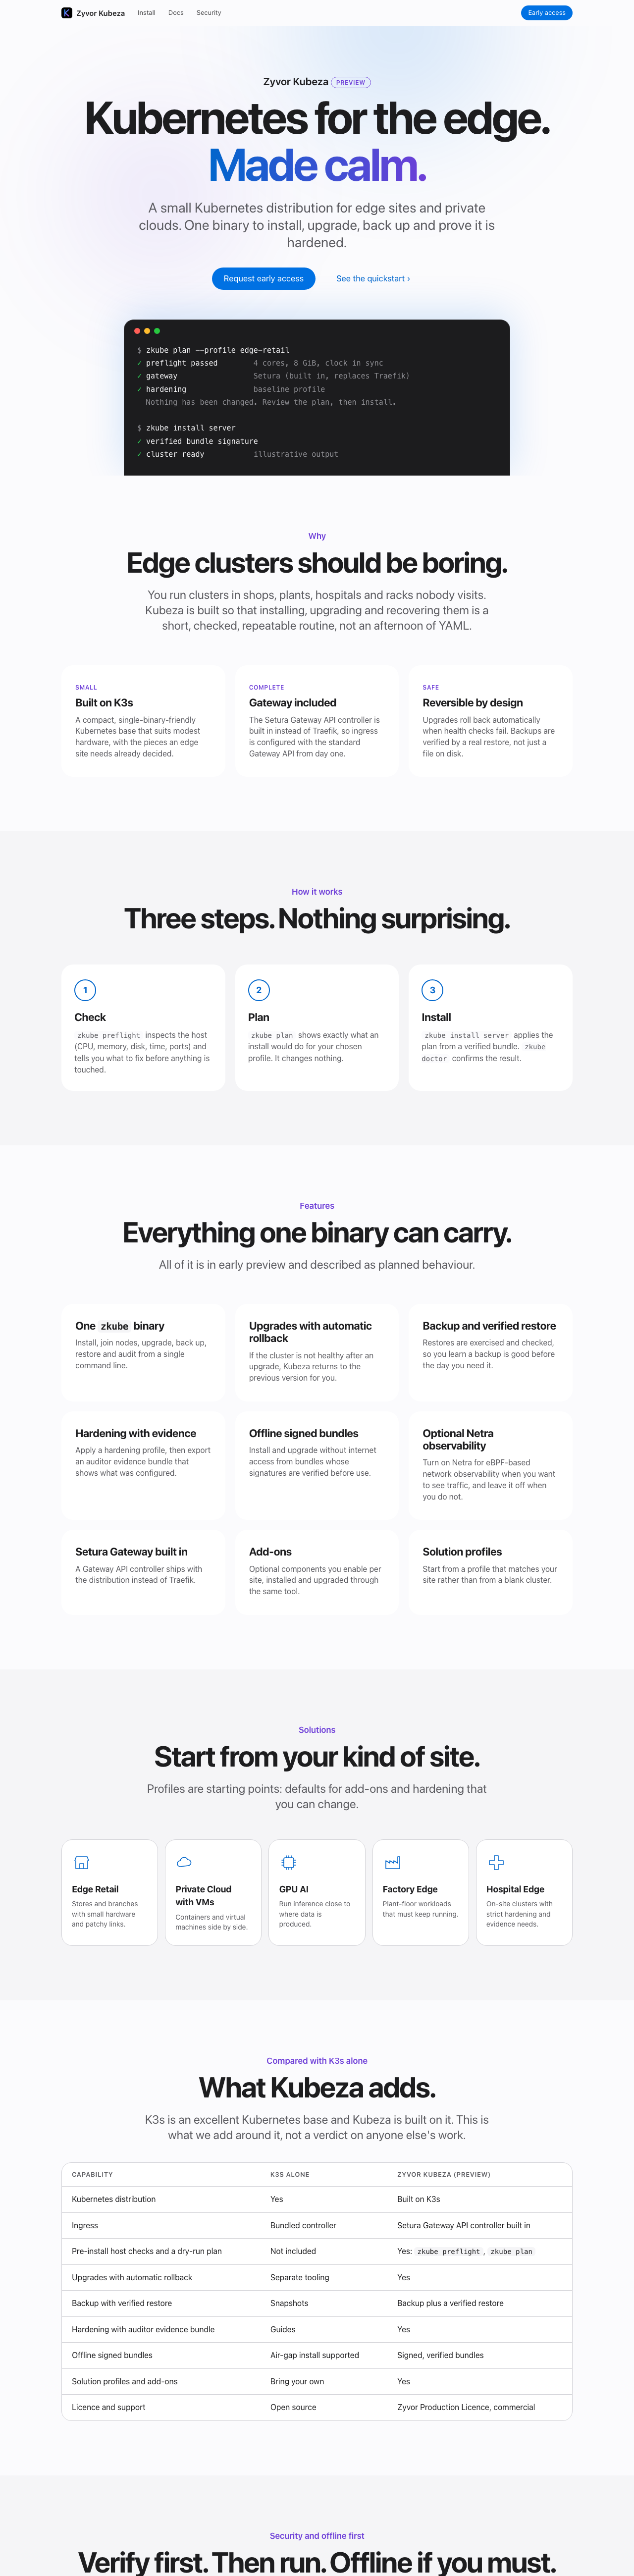 Zyvor Kubeza Install Docs Security Early access
Zyvor Kubeza PREVIEW
Kubernetes for the edge.
Made calm.
A small Kubernetes distribution for edge sites and private
clouds. One binary to install, upgrade, back up and prove it is
hardened.
Request early access See the quickstart ›
$ zkube plan --profile edge-retail
✓ preflight passed 4 cores, 8 GiB, clock in sync
✓ gateway Setura (built in, replaces Traefik)
✓ hardening baseline profile
Nothing has been changed. Review the plan, then install.
$ zkube install server
✓ verified bundle signature
✓ cluster ready illustrative output
Why
Edge clusters should be boring.
You run clusters in shops, plants, hospitals and racks nobody visits.
Kubeza is built so that installing, upgrading and recovering them is a
short, checked, repeatable routine, not an afternoon of YAML.
SMALL
Built on K3s
A compact, single-binary-friendly
Kubernetes base that suits modest
hardware, with the pieces an edge
site needs already decided.
COMPLETE
Gateway included
The Setura Gateway API controller is
built in instead of Traefik, so ingress
is configured with the standard
Gateway API from day one.
SAFE
Reversible by design
Upgrades roll back automatically
when health checks fail. Backups are
verified by a real restore, not just a
file on disk.
How it works
Three steps. Nothing surprising.
1
Check
zkube preflight inspects the host
(CPU, memory, disk, time, ports) and
tells you what to fix before anything is
touched.
2
Plan
zkube plan shows exactly what an
install would do for your chosen
profile. It changes nothing.
3
Install
zkube install server applies the
plan from a verified bundle. zkube
doctor confirms the result.
Features
Everything one binary can carry.
All of it is in early preview and described as planned behaviour.
One zkube binary
Install, join nodes, upgrade, back up,
restore and audit from a single
command line.
Upgrades with automatic
rollback
If the cluster is not healthy after an
upgrade, Kubeza returns to the
previous version for you.
Backup and verified restore
Restores are exercised and checked,
so you learn a backup is good before
the day you need it.
Hardening with evidence
Apply a hardening profile, then export
an auditor evidence bundle that
shows what was configured.
Offline signed bundles
Install and upgrade without internet
access from bundles whose
signatures are verified before use.
Optional Netra
observability
Turn on Netra for eBPF-based
network observability when you want
to see traffic, and leave it off when
you do not.
Setura Gateway built in
A Gateway API controller ships with
the distribution instead of Traefik.
Add-ons
Optional components you enable per
site, installed and upgraded through
the same tool.
Solution profiles
Start from a profile that matches your
site rather than from a blank cluster.
Solutions
Start from your kind of site.
Profiles are starting points: defaults for add-ons and hardening that
you can change.
Edge Retail
Stores and branches
with small hardware
and patchy links.
Private Cloud
with VMs
Containers and virtual
machines side by side.
GPU AI
Run inference close to
where data is
produced.
Factory Edge
Plant-floor workloads
that must keep running.
Hospital Edge
On-site clusters with
strict hardening and
evidence needs.
Compared with K3s alone
What Kubeza adds.
K3s is an excellent Kubernetes base and Kubeza is built on it. This is
what we add around it, not a verdict on anyone else's work.
CAPABILITY K3S ALONE ZYVOR KUBEZA (PREVIEW)
Kubernetes distribution Yes Built on K3s
Ingress Bundled controller Setura Gateway API controller built in
Pre-install host checks and a dry-run plan Not included Yes: zkube preflight, zkube plan
Upgrades with automatic rollback Separate tooling Yes
Backup with verified restore Snapshots Backup plus a verified restore
Hardening with auditor evidence bundle Guides Yes
Offline signed bundles Air-gap install supported Signed, verified bundles
Solution profiles and add-ons Bring your own Yes
Licence and support Open source Zyvor Production Licence, commercial
Security and offline first
Verify first. Then run. Offline if you must.